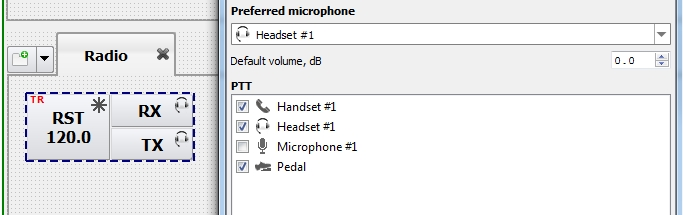 Radio
TR
RST
120.0
RX
TX
Preferred microphone
Headset #1
Default volume, dB
0.0
PTT
Handset #1
Headset #1
Microphone #1
Pedal